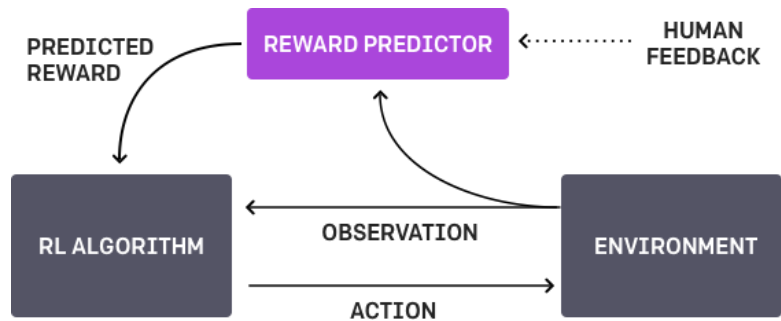 PREDICTED
REWARD
REWARD PREDICTOR
HUMAN
FEEDBACK
RL ALGORITHM
OBSERVATION
ENVIRONMENT
ACTION